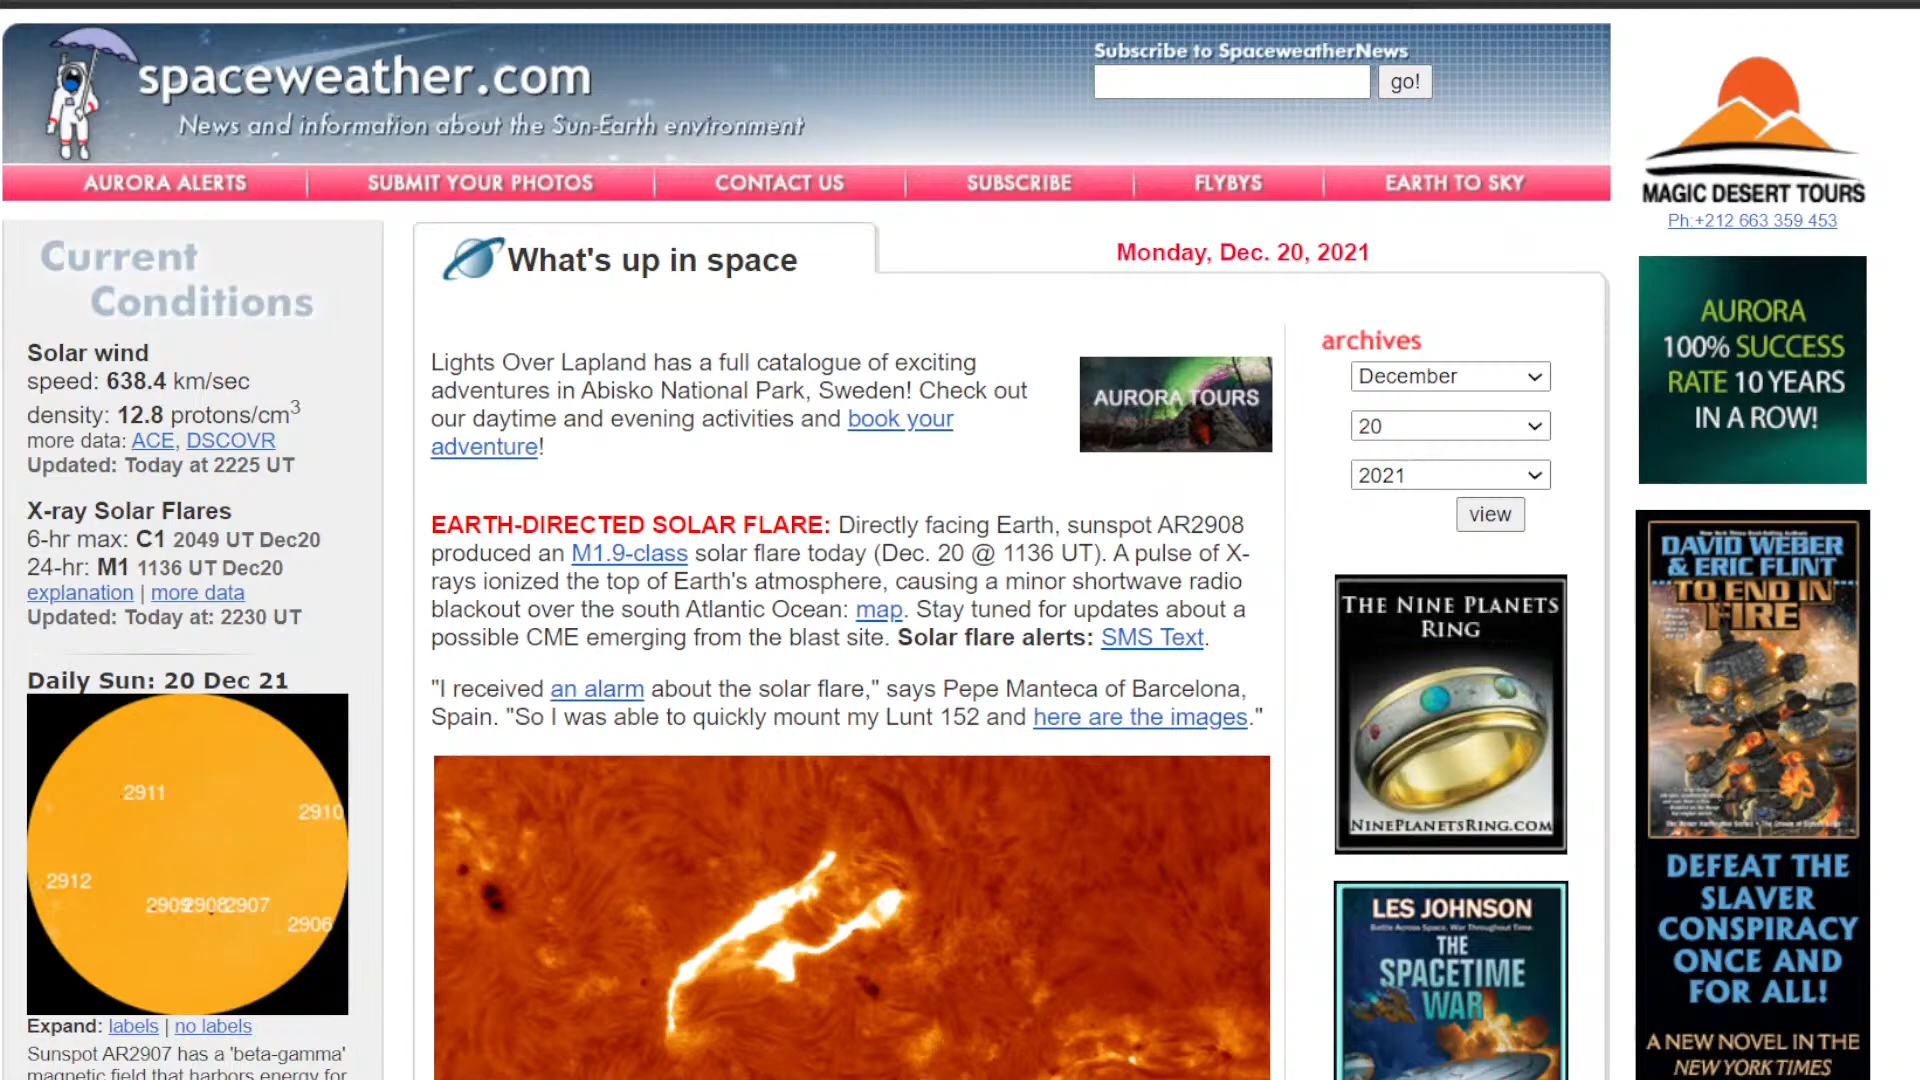 spaceweather.com
News and information about the Sun-Earth environment
Subscribe to SpaceweatherNews
go!
AURORA ALERTS
SUBMIT YOUR PHOTOS
CONTACT US
SUBSCRIBE
FLYBYS
EARTH TO SKY
Current
Conditions
Solar wind
speed: 638.4 km/sec
density: 12.8 protons/cm3
more data: ACE, DSCOVR
Updated: Today at 2225 UT
X-ray Solar Flares
6-hr max: C1 2049 UT Dec20
24-hr: M1 1136 UT Dec20
explanation | more data
Updated: Today at: 2230 UT
Daily Sun: 20 Dec 21
2911
2910
2912
2909
2908
2907
2906
Expand: labels | no labels
Sunspot AR2907 has a 'beta-gamma'
magnetic field that harbors energy for
What's up in space
Monday, Dec. 20, 2021
Lights Over Lapland has a full catalogue of exciting
adventures in Abisko National Park, Sweden! Check out
our daytime and evening activities and book your
adventure!
AURORA TOURS
EARTH-DIRECTED SOLAR FLARE: Directly facing Earth, sunspot AR2908
produced an M1.9-class solar flare today (Dec. 20 @ 1136 UT). A pulse of X-
rays ionized the top of Earth's atmosphere, causing a minor shortwave radio
blackout over the south Atlantic Ocean: map. Stay tuned for updates about a
possible CME emerging from the blast site. Solar flare alerts: SMS Text.
"I received an alarm about the solar flare," says Pepe Manteca of Barcelona,
Spain. "So I was able to quickly mount my Lunt 152 and here are the images."
archives
December
20
2021
view
THE NINE PLANETS
RING
NINEPLANETSRING.COM
LES JOHNSON
Battle Across Space. War Throughout Time.
THE
SPACETIME
WAR
MAGIC DESERT TOURS
Ph:+212 663 359 453
AURORA
100% SUCCESS
RATE 10 YEARS
IN A ROW!
DAVID WEBER
& ERIC FLINT
TO END IN
FIRE
DEFEAT THE
SLAVER
CONSPIRACY
ONCE AND
FOR ALL!
A NEW NOVEL IN THE
NEW YORK TIMES